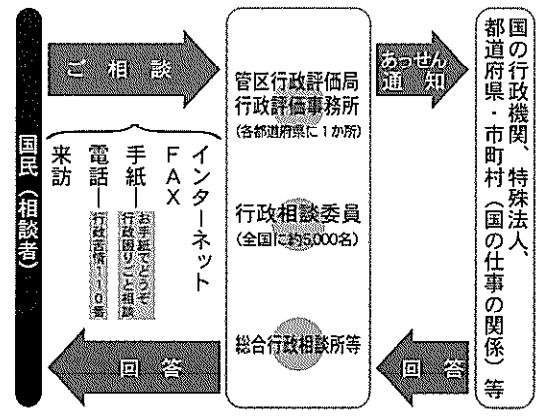 国民（相談者）
ご相談
来訪
電話―行政苦情110番
手紙―お手紙でどうぞ
行政困りごと相談
FAX
インターネット
管区行政評価局
行政評価事務所
(各都道府県に1か所)
行政相談委員
(全国に約5,000名)
総合行政相談所等
あっせん
通知
国の行政機関、特殊法人、
都道府県・市町村（国の仕事の関係）等
回答
回答